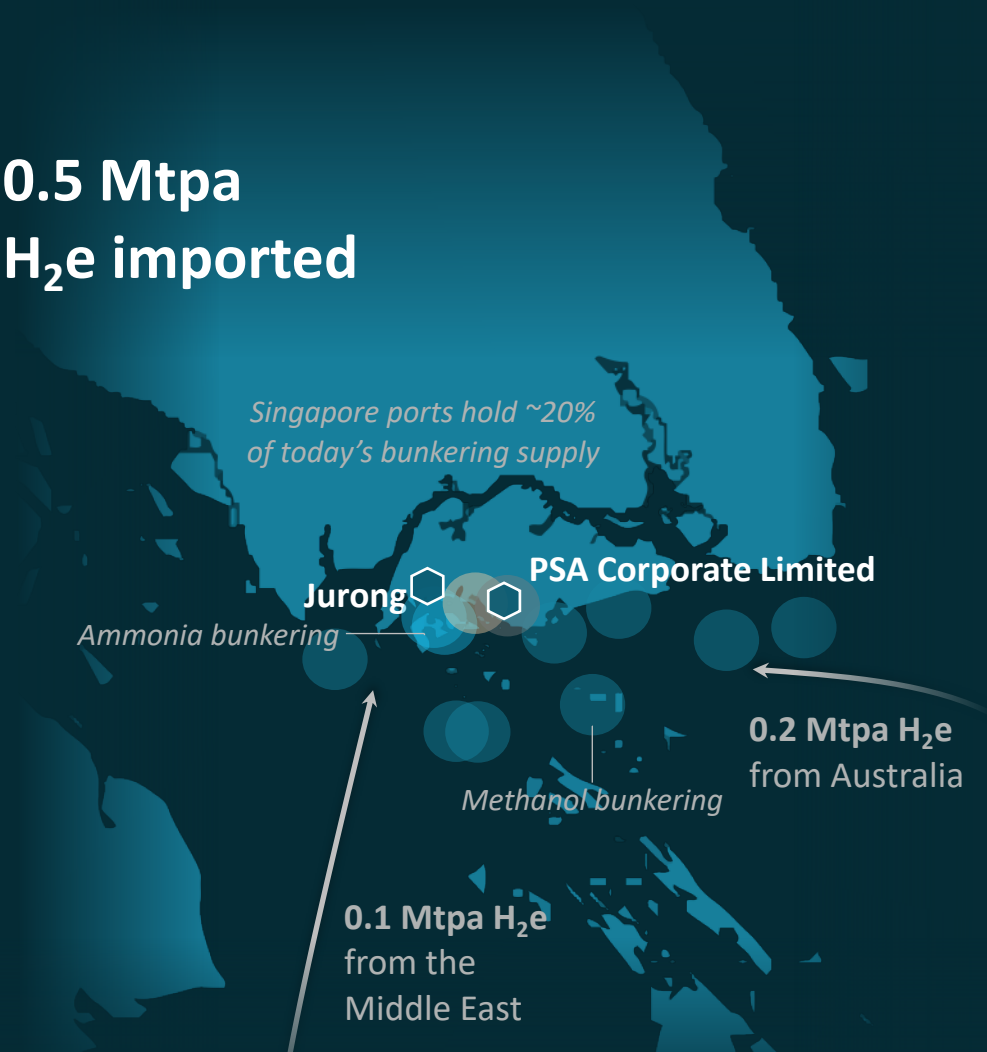 0.5 Mtpa
H₂e imported
Singapore ports hold ~20%
of today’s bunkering supply
PSA Corporate Limited
Jurong
Ammonia bunkering
0.2 Mtpa H₂e
from Australia
Methanol bunkering
0.1 Mtpa H₂e
from the
Middle East